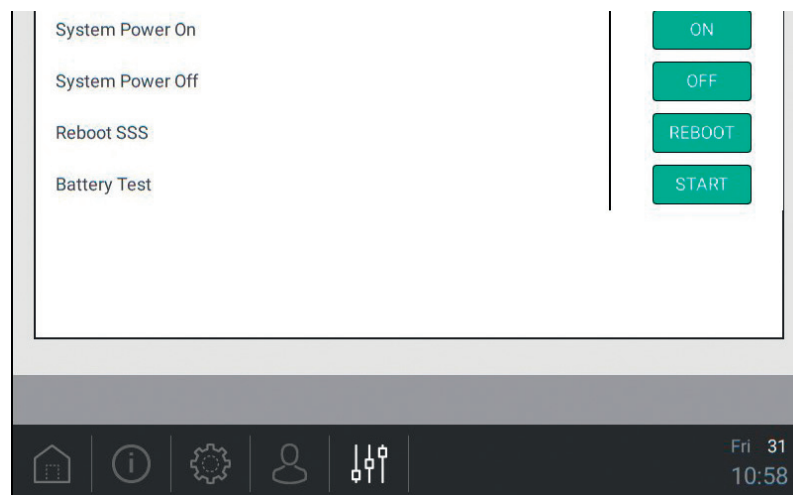 System Power On ON
System Power Off OFF
Reboot SSS REBOOT
Battery Test START
Fri 31
10:58